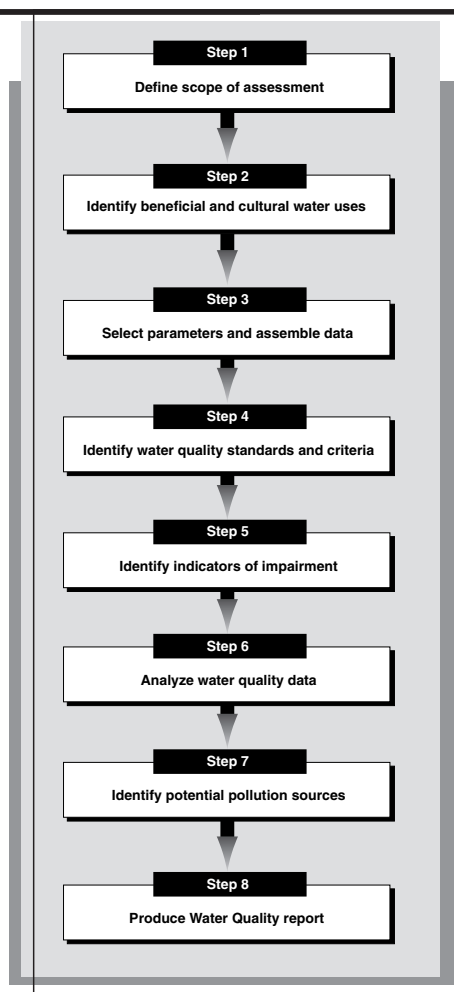 Step 1
Define scope of assessment
Step 2
Identify beneficial and cultural water uses
Step 3
Select parameters and assemble data
Step 4
Identify water quality standards and criteria
Step 5
Identify indicators of impairment
Step 6
Analyze water quality data
Step 7
Identify potential pollution sources
Step 8
Produce Water Quality report